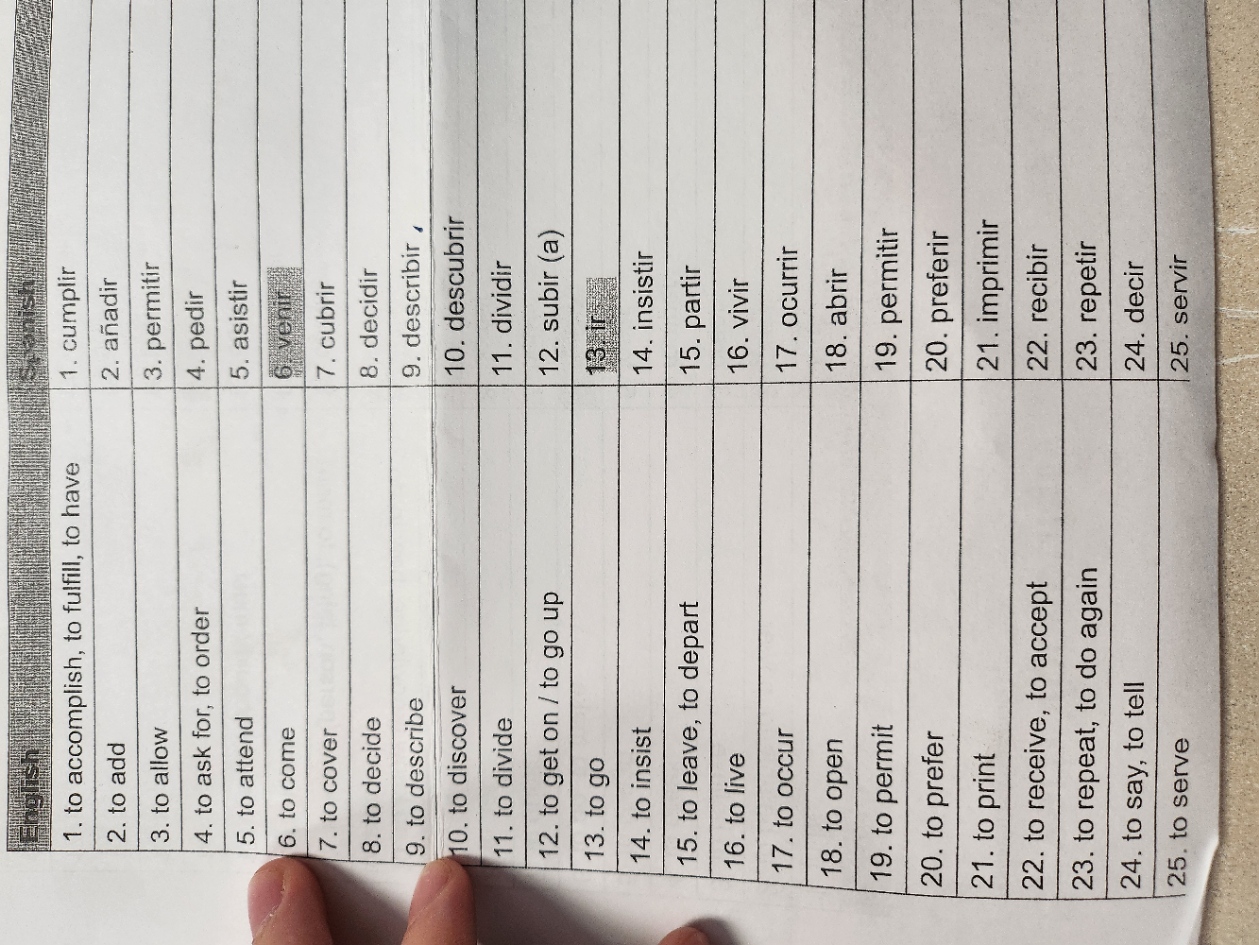 English Spanish
1. to accomplish, to fulfill, to have 1. cumplir
2. to add 2. añadir
3. to allow 3. permitir
4. to ask for, to order 4. pedir
5. to attend 5. asistir
6. to come 6. venir
7. to cover 7. cubrir
8. to decide 8. decidir
9. to describe 9. describir
10. to discover 10. descubrir
11. to divide 11. dividir
12. to get on / to go up 12. subir (a)
13. to go 13. ir
14. to insist 14. insistir
15. to leave, to depart 15. partir
16. to live 16. vivir
17. to occur 17. ocurrir
18. to open 18. abrir
19. to permit 19. permitir
20. to prefer 20. preferir
21. to print 21. imprimir
22. to receive, to accept 22. recibir
23. to repeat, to do again 23. repetir
24. to say, to tell 24. decir
25. to serve 25. servir